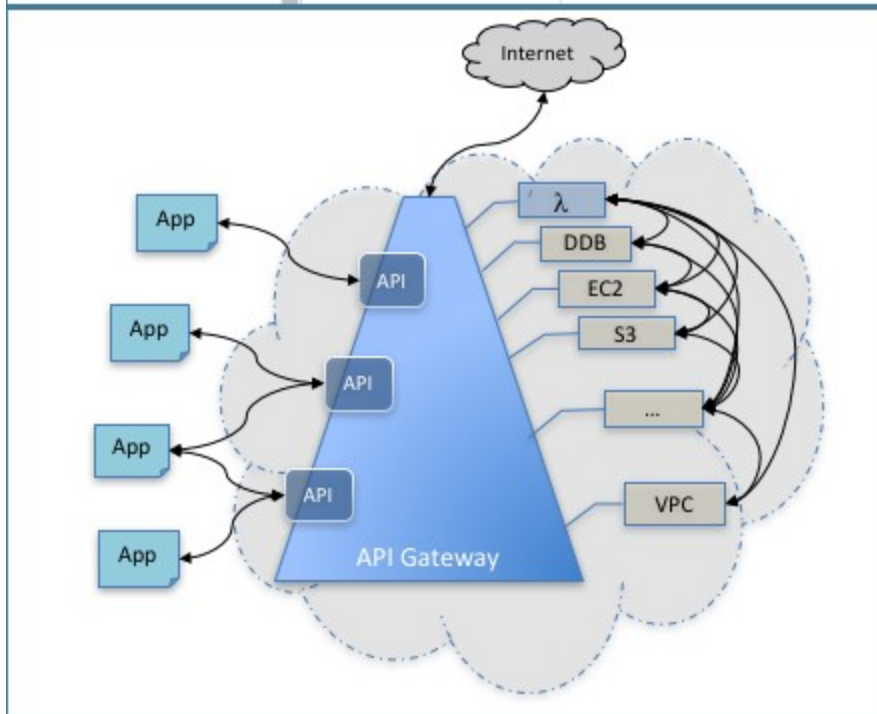 Internet
App
λ
DDB
API
EC2
App
S3
API
...
App
API
VPC
App
API Gateway